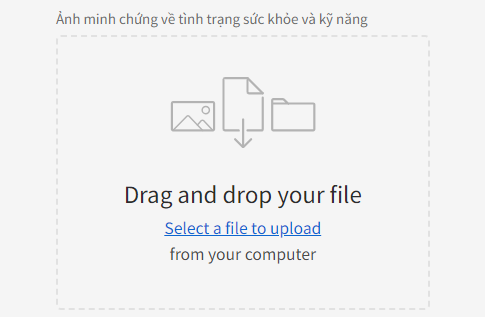 Ảnh minh chứng về tình trạng sức khỏe và kỹ năng
Drag and drop your file
Select a file to upload
from your computer